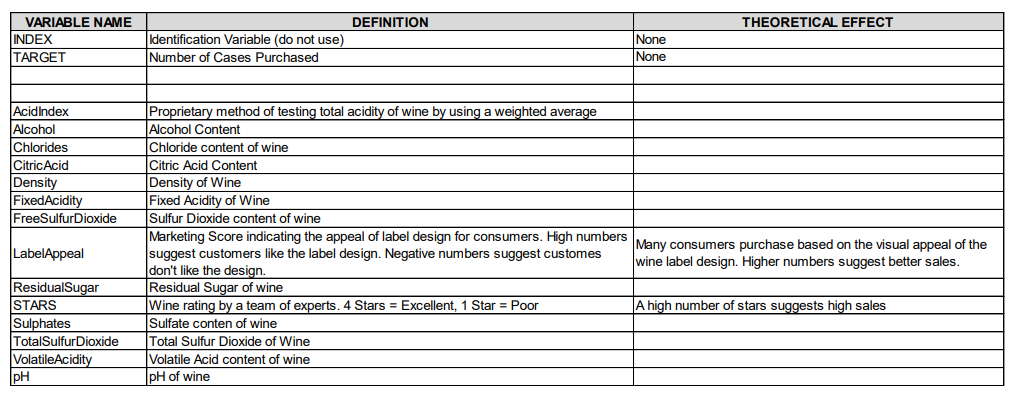 VARIABLE NAME DEFINITION THEORETICAL EFFECT
INDEX Identification Variable (do not use) None
TARGET Number of Cases Purchased None
AcidIndex Proprietary method of testing total acidity of wine by using a weighted average
Alcohol Alcohol Content
Chlorides Chloride content of wine
CitricAcid Citric Acid Content
Density Density of Wine
FixedAcidity Fixed Acidity of Wine
FreeSulfurDioxide Sulfur Dioxide content of wine
LabelAppeal
Marketing Score indicating the appeal of label design for consumers. High numbers
suggest customers like the label design. Negative numbers suggest customes
don't like the design.
Many consumers purchase based on the visual appeal of the
wine label design. Higher numbers suggest better sales.
ResidualSugar Residual Sugar of wine
STARS Wine rating by a team of experts. 4 Stars = Excellent, 1 Star = Poor A high number of stars suggests high sales
Sulphates Sulfate conten of wine
TotalSulfurDioxide Total Sulfur Dioxide of Wine
VolatileAcidity Volatile Acid content of wine
pH pH of wine